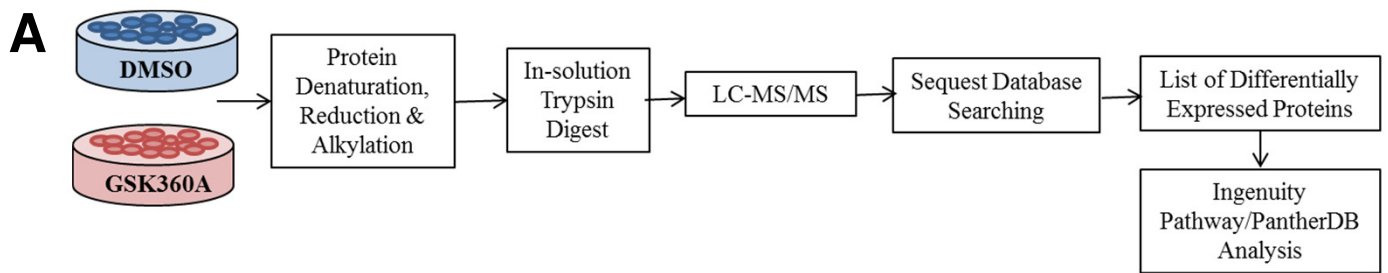 A
DMSO
GSK360A
Protein
Denaturation,
Reduction &
Alkylation
In-solution
Trypsin
Digest
LC-MS/MS
Sequest Database
Searching
List of Differentially
Expressed Proteins
Ingenuity
Pathway/PantherDB
Analysis